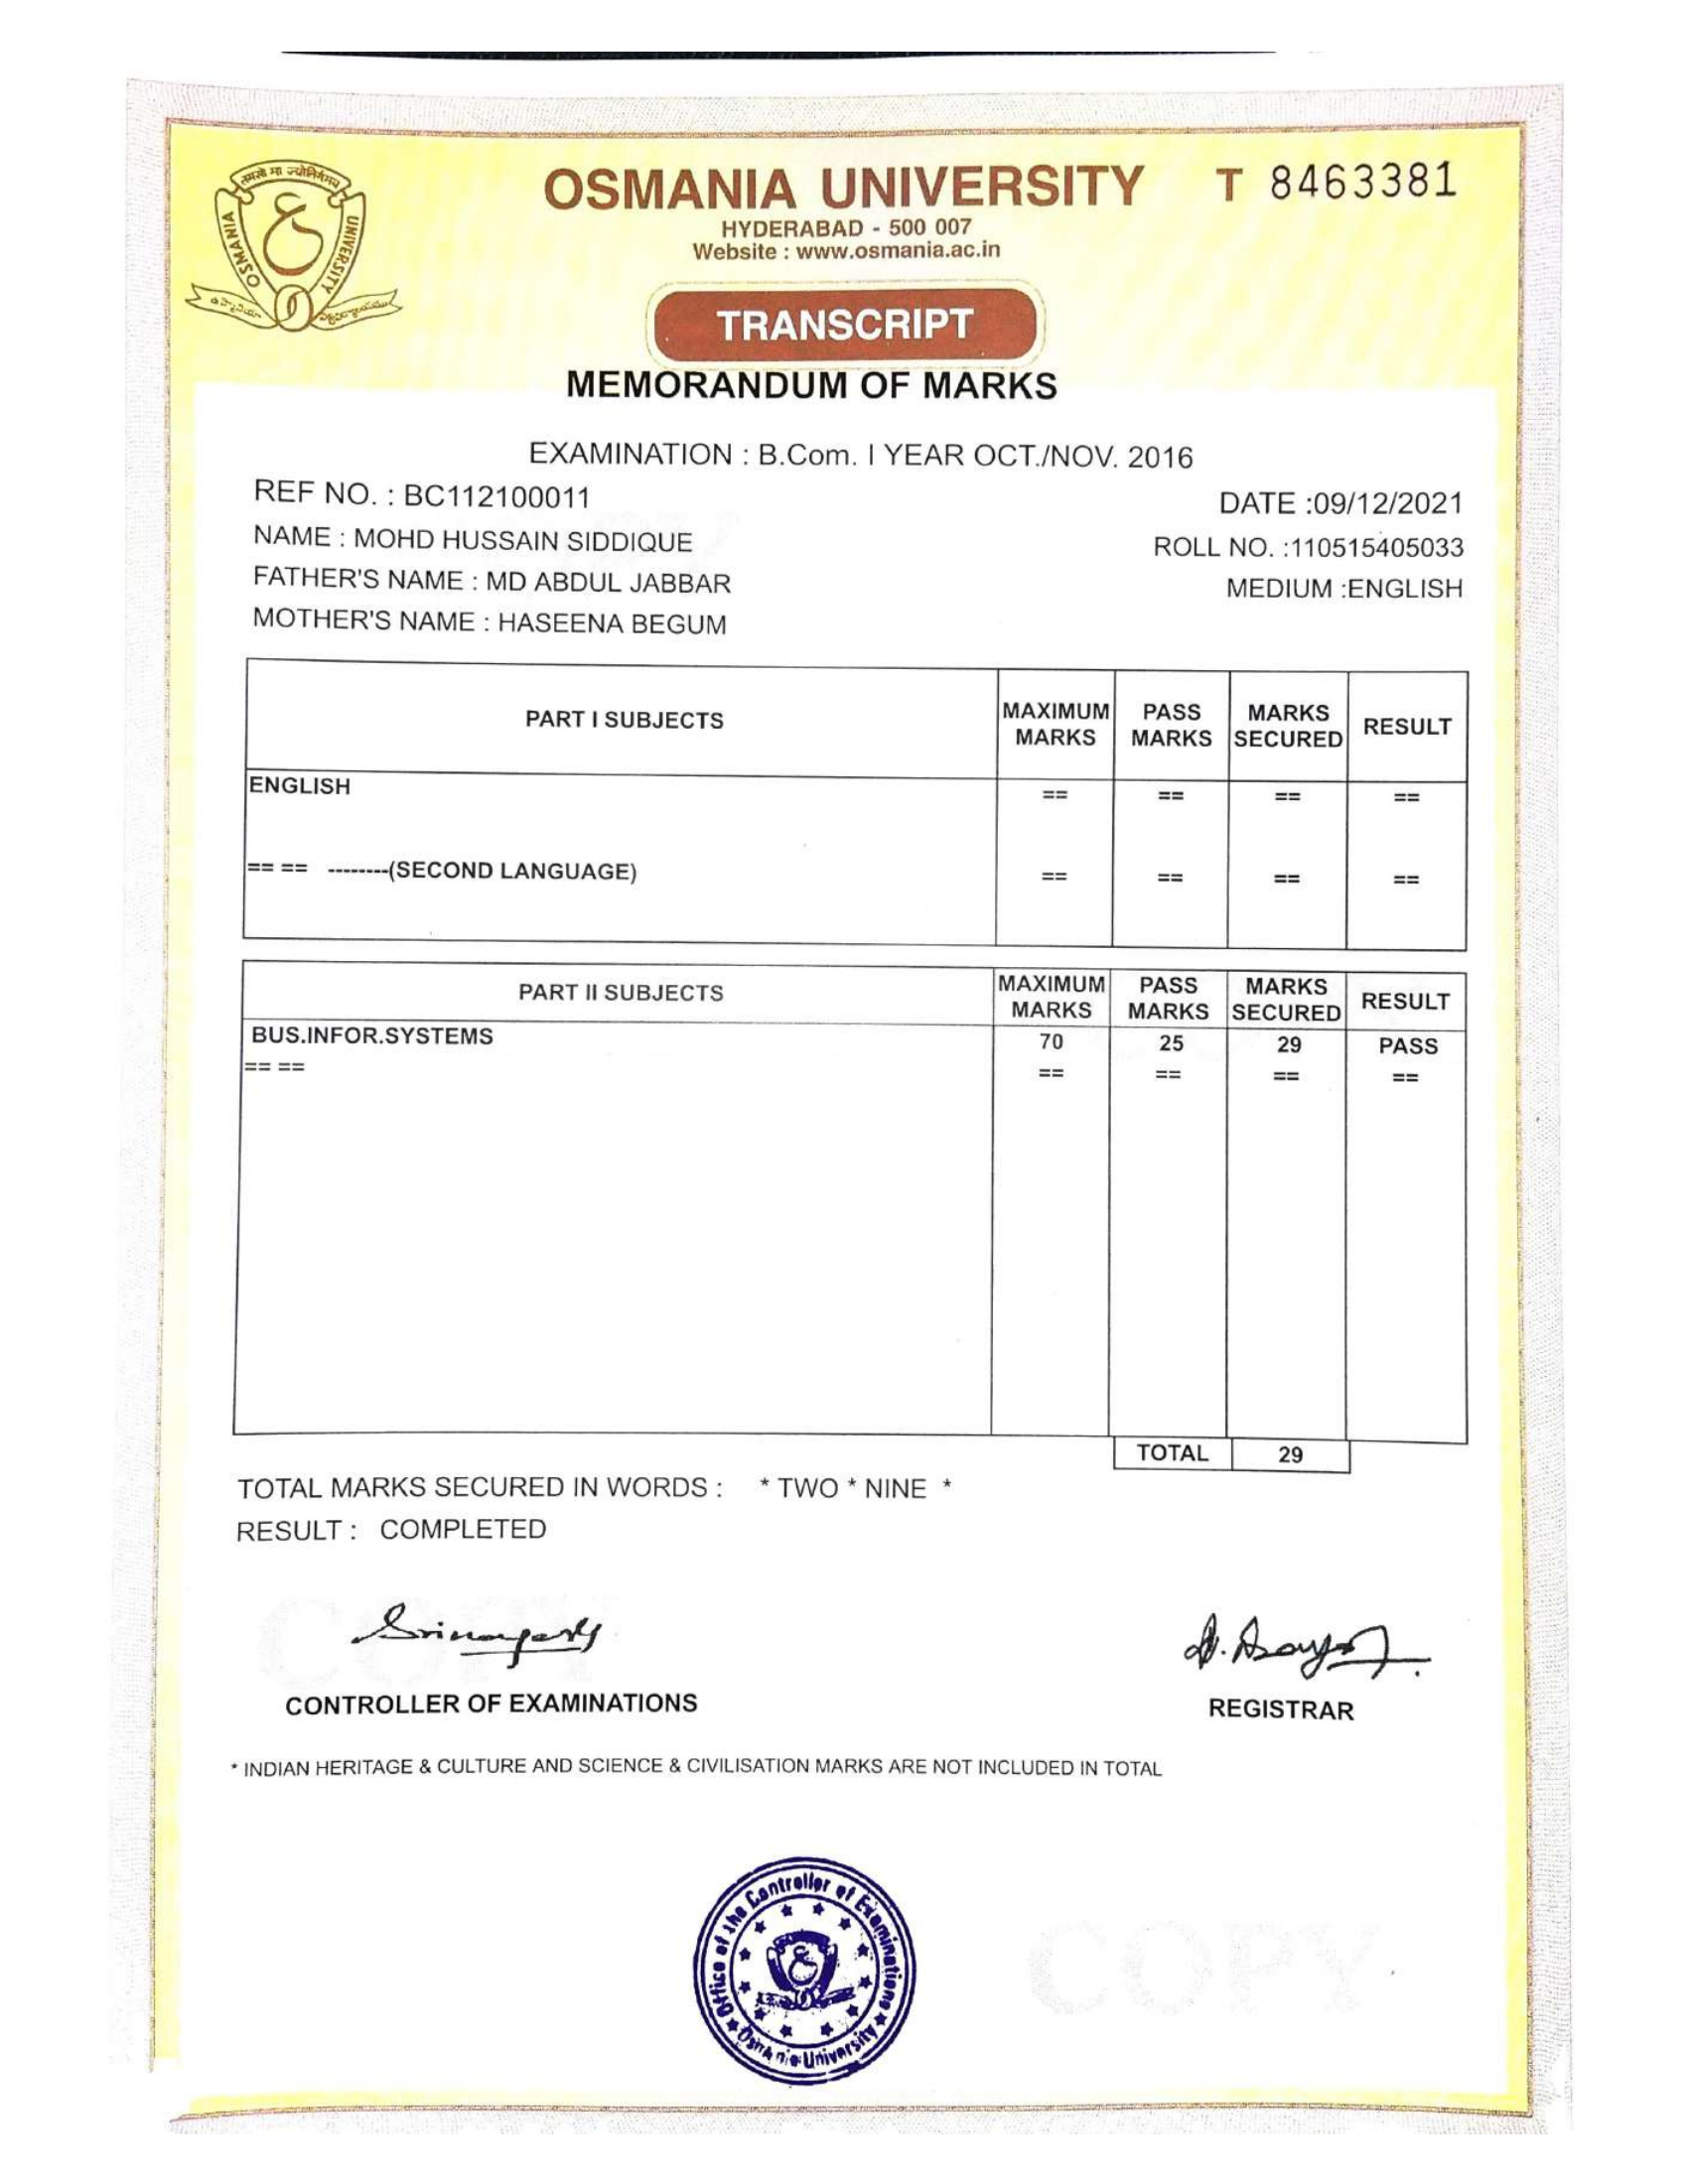 तमसो मा ज्योतिर्गमय
OSMANIA UNIVERSITY
OSMANIA UNIVERSITY T 8463381
HYDERABAD - 500 007
Website : www.osmania.ac.in
TRANSCRIPT
MEMORANDUM OF MARKS
EXAMINATION : B.Com. I YEAR OCT./NOV. 2016
REF NO. : BC112100011
DATE :09/12/2021
NAME : MOHD HUSSAIN SIDDIQUE
ROLL NO. :110515405033
FATHER'S NAME : MD ABDUL JABBAR
MEDIUM :ENGLISH
MOTHER'S NAME : HASEENA BEGUM
PART I SUBJECTS MAXIMUM MARKS PASS MARKS MARKS SECURED RESULT
ENGLISH == == == ==
== == --------(SECOND LANGUAGE) == == == ==
PART II SUBJECTS MAXIMUM MARKS PASS MARKS MARKS SECURED RESULT
BUS.INFOR.SYSTEMS 70 25 29 PASS
== == == == == ==
TOTAL 29
TOTAL MARKS SECURED IN WORDS : * TWO * NINE *
RESULT : COMPLETED
COPY
CONTROLLER OF EXAMINATIONS
REGISTRAR
* INDIAN HERITAGE & CULTURE AND SCIENCE & CIVILISATION MARKS ARE NOT INCLUDED IN TOTAL
Office of the Controller of Examinations
Osmania University
COPY